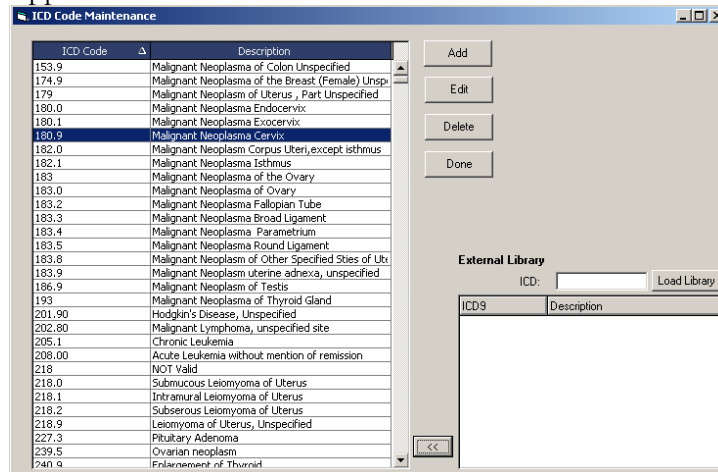 ICD Code Maintenance
ICD Code Description
153.9 Malignant Neoplasma of Colon Unspecified
174.9 Malignant Neoplasma of the Breast (Female) Unsp
179 Malignant Neoplasm of Uterus , Part Unspecified
180.0 Malignant Neoplasma Endocervix
180.1 Malignant Neoplasma Exocervix
180.9 Malignant Neoplasma Cervix
182.0 Malignant Neoplasm Corpus Uteri,except isthmus
182.1 Malignant Neoplasma Isthmus
183 Malignant Neoplasma of the Ovary
183.0 Malignant Neoplasma of Ovary
183.2 Malignant Neoplasma Fallopian Tube
183.3 Malignant Neoplasma Broad Ligament
183.4 Malignant Neoplasma Parametrium
183.5 Malignant Neoplasma Round Ligament
183.8 Malignant Neoplasm of Other Specified Sties of Ute
183.9 Malignant Neoplasm uterine adnexa, unspecified
186.9 Malignant Neoplasm of Testis
193 Malignant Neoplasma of Thyroid Gland
201.90 Hodgkin's Disease, Unspecified
202.80 Malignant Lymphoma, unspecified site
205.1 Chronic Leukemia
208.00 Acute Leukemia without mention of remission
218 NOT Valid
218.0 Submucous Leiomyoma of Uterus
218.1 Intramural Leiomyoma of Uterus
218.2 Subserous Leiomyoma of Uterus
218.9 Leiomyoma of Uterus, Unspecified
227.3 Pituitary Adenoma
239.5 Ovarian neoplasm
240.9 Enlargement of Thyroid
Add
Edit
Delete
Done
External Library
ICD: Load Library
ICD9 Description
<<